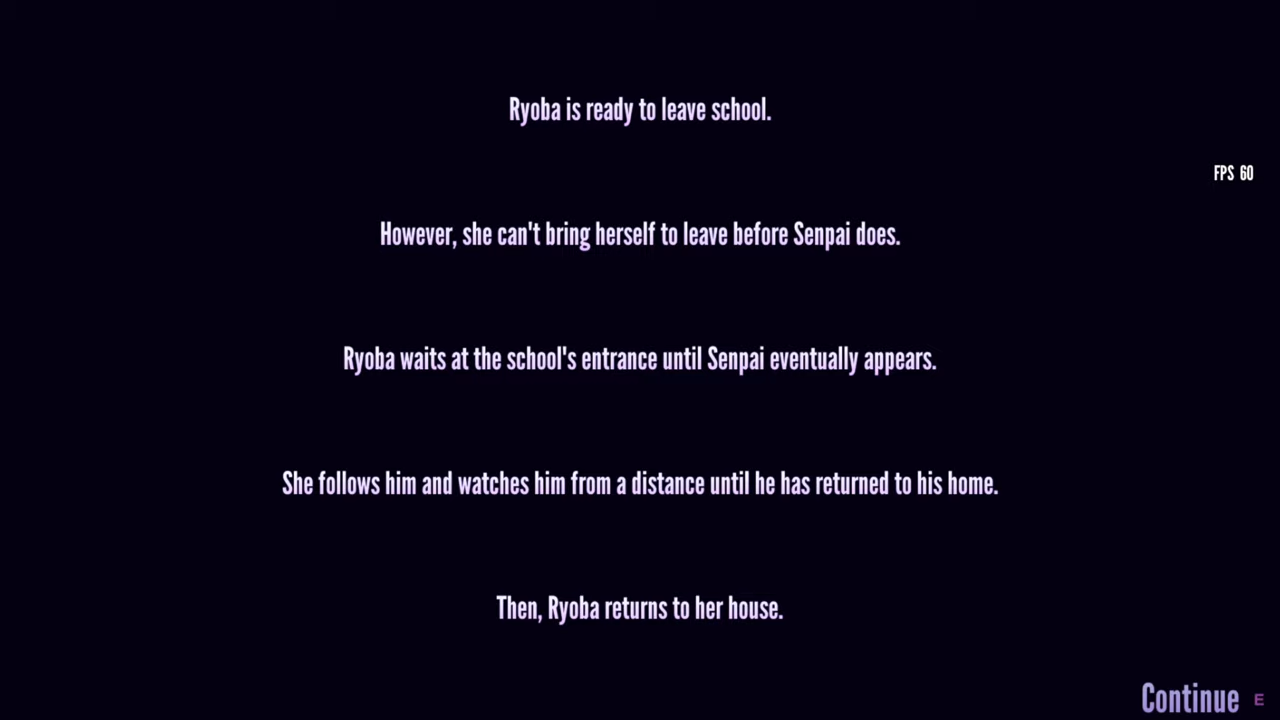 Ryoba is ready to leave school.
FPS 60
However, she can't bring herself to leave before Senpai does.
Ryoba waits at the school's entrance until Senpai eventually appears.
She follows him and watches him from a distance until he has returned to his home.
Then, Ryoba returns to her house.
Continue E